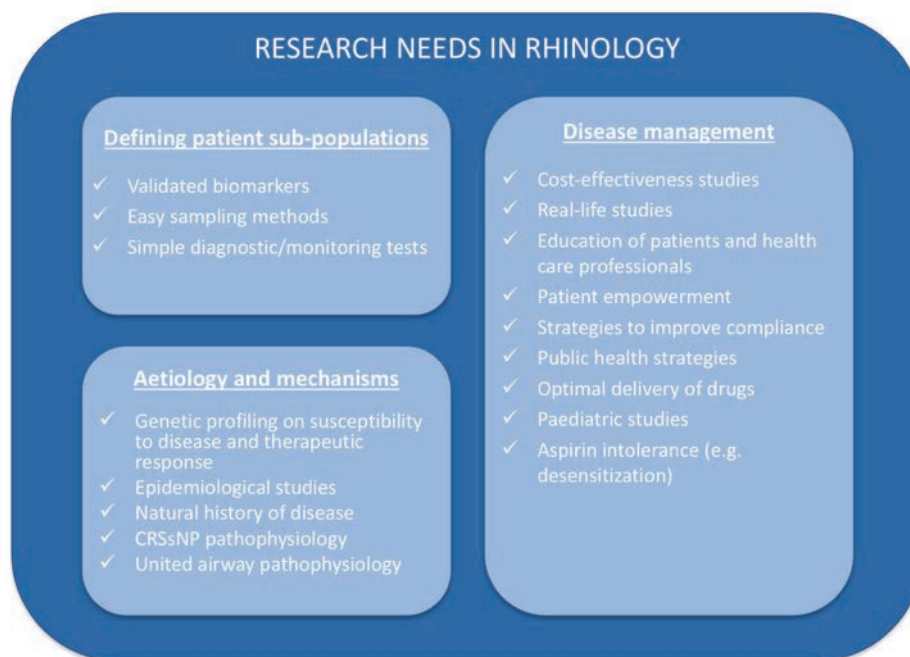 RESEARCH NEEDS IN RHINOLOGY
Defining patient sub-populations
✓ Validated biomarkers
✓ Easy sampling methods
✓ Simple diagnostic/monitoring tests
Aetiology and mechanisms
✓ Genetic profiling on susceptibility
to disease and therapeutic
response
✓ Epidemiological studies
✓ Natural history of disease
✓ CRSsNP pathophysiology
✓ United airway pathophysiology
Disease management
✓ Cost-effectiveness studies
✓ Real-life studies
✓ Education of patients and health
care professionals
✓ Patient empowerment
✓ Strategies to improve compliance
✓ Public health strategies
✓ Optimal delivery of drugs
✓ Paediatric studies
✓ Aspirin intolerance (e.g.
desensitization)